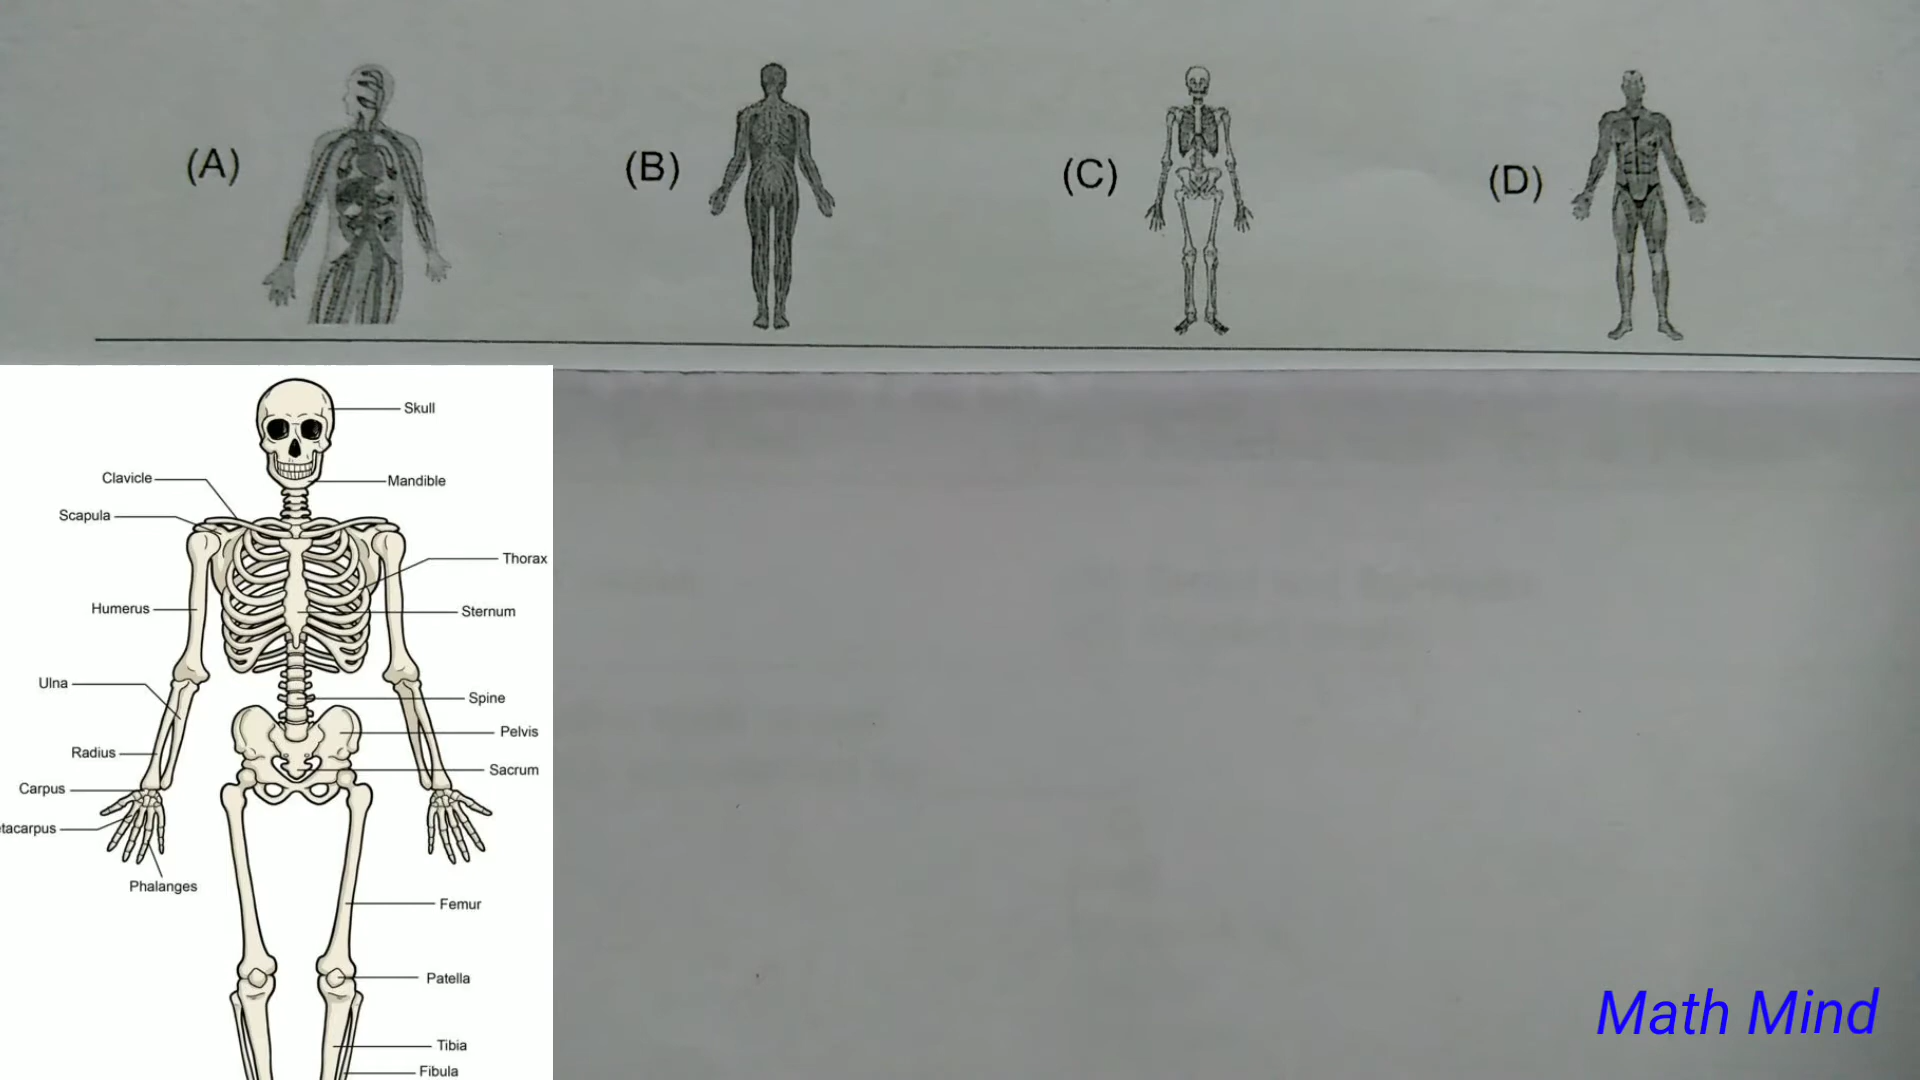 (A)
(B)
(C)
(D)
Skull
Clavicle
Mandible
Scapula
Thorax
Humerus
Sternum
Ulna
Spine
Pelvis
Radius
Sacrum
Carpus
tacarpus
Phalanges
Femur
Patella
Tibia
Fibula
Math Mind